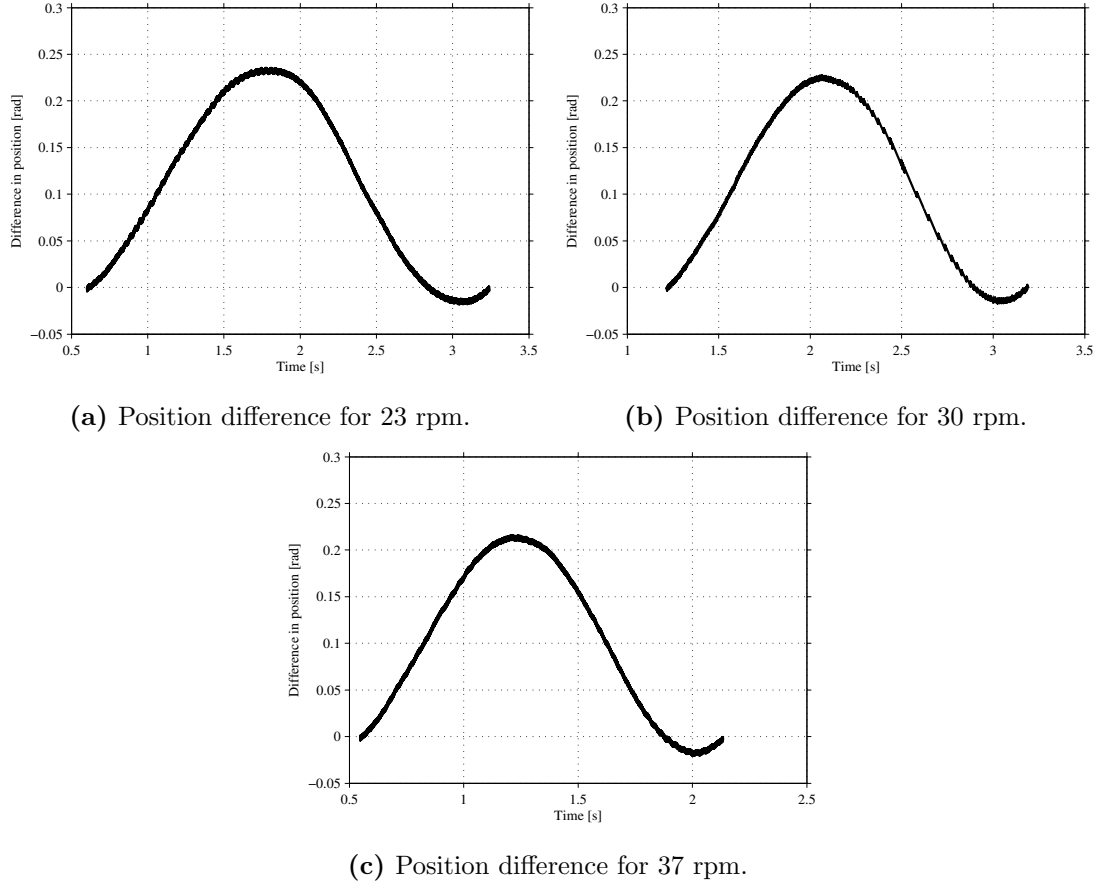 0.3
0.25
0.2
0.15
0.1
0.05
0
−0.05
Difference in position [rad]
0.5 1 1.5 2 2.5 3 3.5
Time [s]
(a) Position difference for 23 rpm.
0.3
0.25
0.2
0.15
0.1
0.05
0
−0.05
Difference in position [rad]
1 1.5 2 2.5 3 3.5
Time [s]
(b) Position difference for 30 rpm.
0.3
0.25
0.2
0.15
0.1
0.05
0
−0.05
Difference in position [rad]
0.5 1 1.5 2 2.5
Time [s]
(c) Position difference for 37 rpm.